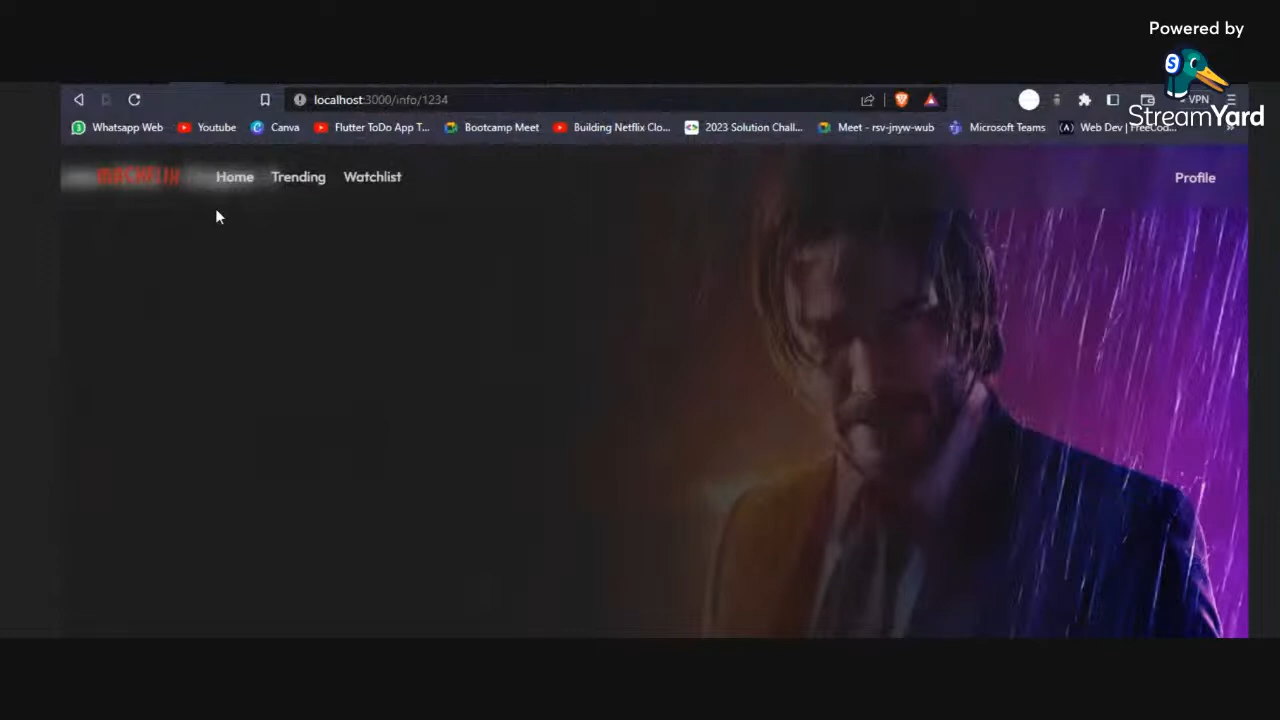 Powered by
StreamYard
localhost:3000/info/1234
VPN
Whatsapp Web Youtube Canva Flutter ToDo App T... Bootcamp Meet Building Netflix Clo... 2023 Solution Chall... Meet - rsv-jnyw-wub Microsoft Teams Web Dev | FreeCod...
Home Trending Watchlist Profile